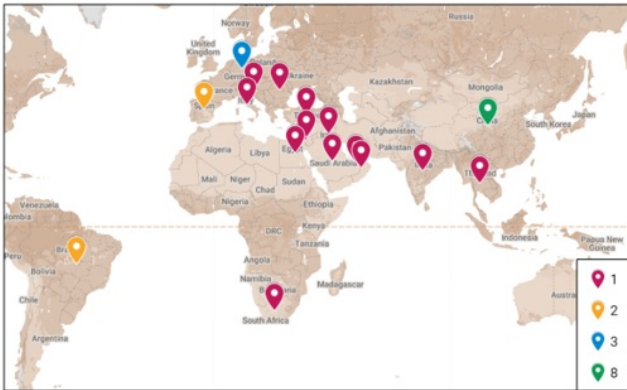 Russia
Norway
United
Kingdom
Poland
Ukraine
Kazakhstan
Mongolia
Japan
South Korea
Afghanistan
Pakistan
Algeria
Libya
Saudi Arabia
Mali
Niger
Chad
Sudan
Nigeria
Ethiopia
Venezuela
Kenya
DRC
Indonesia
Papua New
Guinea
Tanzania
Peru
Bolivia
Angola
Namibia
Madagascar
Chile
South Africa
Argentina
1
2
3
8